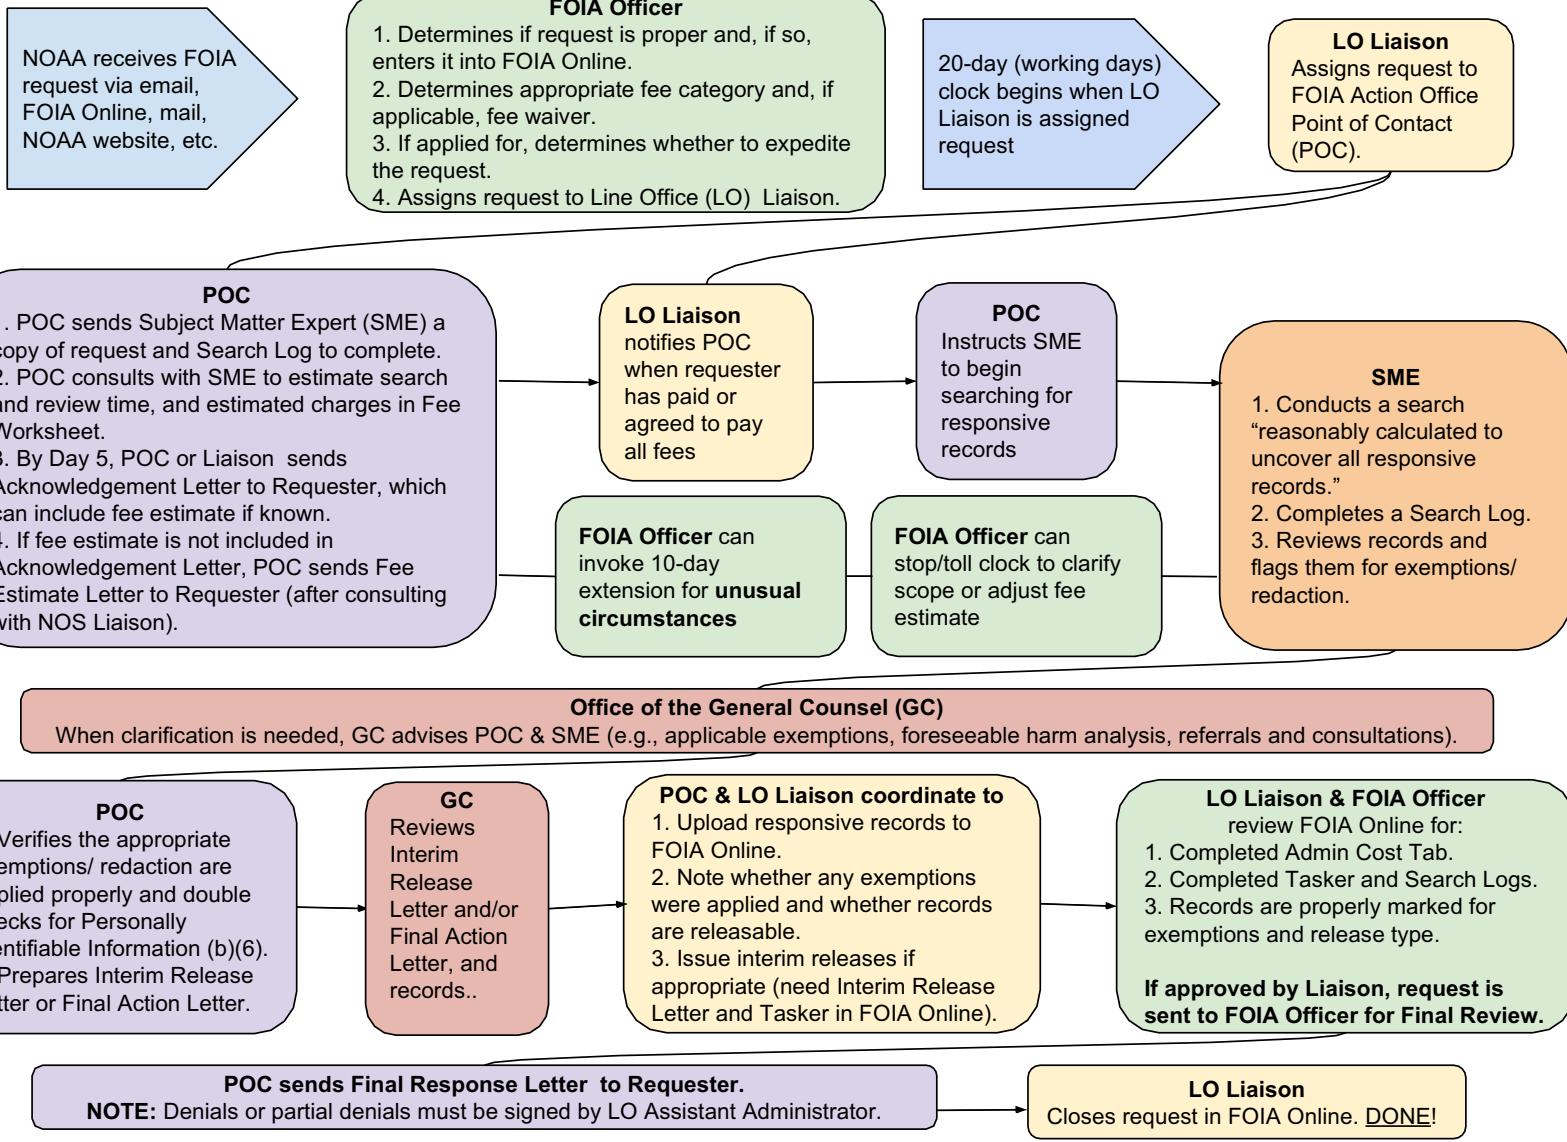 NOAA receives FOIA
request via email,
FOIA Online, mail,
NOAA website, etc.
FOIA Officer
1. Determines if request is proper and, if so,
enters it into FOIA Online.
2. Determines appropriate fee category and, if
applicable, fee waiver.
3. If applied for, determines whether to expedite
the request.
4. Assigns request to Line Office (LO)  Liaison.
20-day (working days)
clock begins when LO
Liaison is assigned
request
LO Liaison
Assigns request to
FOIA Action Office
Point of Contact
(POC).
POC
. POC sends Subject Matter Expert (SME) a
copy of request and Search Log to complete.
2. POC consults with SME to estimate search
and review time, and estimated charges in Fee
Worksheet.
3. By Day 5, POC or Liaison  sends
Acknowledgement Letter to Requester, which
can include fee estimate if known.
4. If fee estimate is not included in
Acknowledgement Letter, POC sends Fee
Estimate Letter to Requester (after consulting
with NOS Liaison).
LO Liaison
notifies POC
when requester
has paid or
agreed to pay
all fees
POC
Instructs SME
to begin
searching for
responsive
records
SME
1. Conducts a search
“reasonably calculated to
uncover all responsive
records.”
2. Completes a Search Log.
3. Reviews records and
flags them for exemptions/
redaction.
FOIA Officer can
invoke 10-day
extension for unusual
circumstances
FOIA Officer can
stop/toll clock to clarify
scope or adjust fee
estimate
Office of the General Counsel (GC)
When clarification is needed, GC advises POC & SME (e.g., applicable exemptions, foreseeable harm analysis, referrals and consultations).
POC
Verifies the appropriate
emptions/ redaction are
plied properly and double
ecks for Personally
entifiable Information (b)(6).
Prepares Interim Release
tter or Final Action Letter.
GC
Reviews
Interim
Release
Letter and/or
Final Action
Letter, and
records..
POC & LO Liaison coordinate to
1. Upload responsive records to
FOIA Online.
2. Note whether any exemptions
were applied and whether records
are releasable.
3. Issue interim releases if
appropriate (need Interim Release
Letter and Tasker in FOIA Online).
LO Liaison & FOIA Officer
review FOIA Online for:
1. Completed Admin Cost Tab.
2. Completed Tasker and Search Logs.
3. Records are properly marked for
exemptions and release type.
If approved by Liaison, request is
sent to FOIA Officer for Final Review.
POC sends Final Response Letter  to Requester.
NOTE: Denials or partial denials must be signed by LO Assistant Administrator.
LO Liaison
Closes request in FOIA Online. DONE!